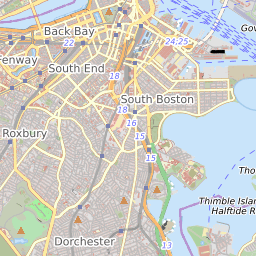 Back Bay
22
24;25
Gov
Fenway
South End
18
South Boston
18
16
Roxbury
15
15
Tho
Thimble Islan
Halftide R
Dorchester
13